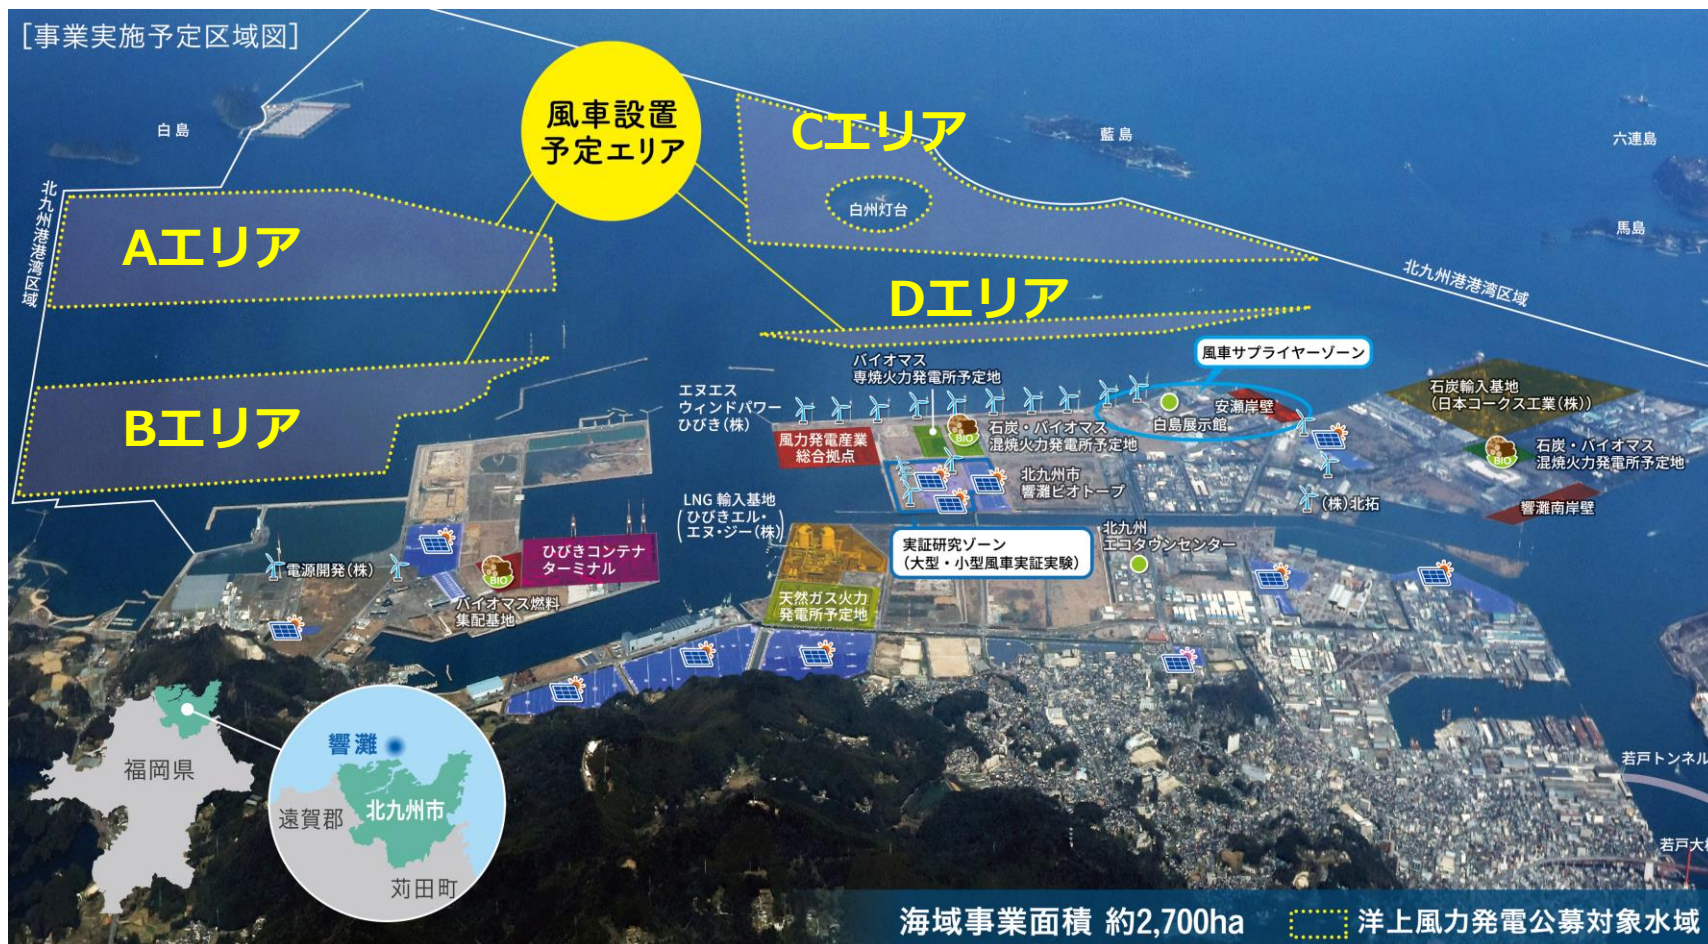 [事業実施予定区域図]
風車設置
予定エリア
Cエリア
白島
藍島
六連島
白州灯台
馬島
北九州港港湾区域
Aエリア
北九州港港湾区域
Dエリア
Bエリア
風車サプライヤーゾーン
バイオマス
専焼火力発電所予定地
エヌエス
ウィンドパワー
ひびき(株)
石炭輸入基地
(日本コークス工業(株))
安瀬岸壁
白島展示館
風力発電産業
総合拠点
BIO
石炭・バイオマス
混焼火力発電所予定地
BIO
石炭・バイオマス
混焼火力発電所予定地
北九州市
響灘ビオトープ
LNG 輸入基地
(ひびきエル・
エヌ・ジー(株))
(株)北拓
響灘南岸壁
実証研究ゾーン
(大型・小型風車実証実験)
北九州
エコタウンセンター
ひびきコンテナ
ターミナル
電源開発(株)
BIO
バイオマス燃料
集配基地
天然ガス火力
発電所予定地
響灘
福岡県
遠賀郡
北九州市
苅田町
若戸トンネル
若戸大
海域事業面積 約2,700ha
洋上風力発電公募対象水域